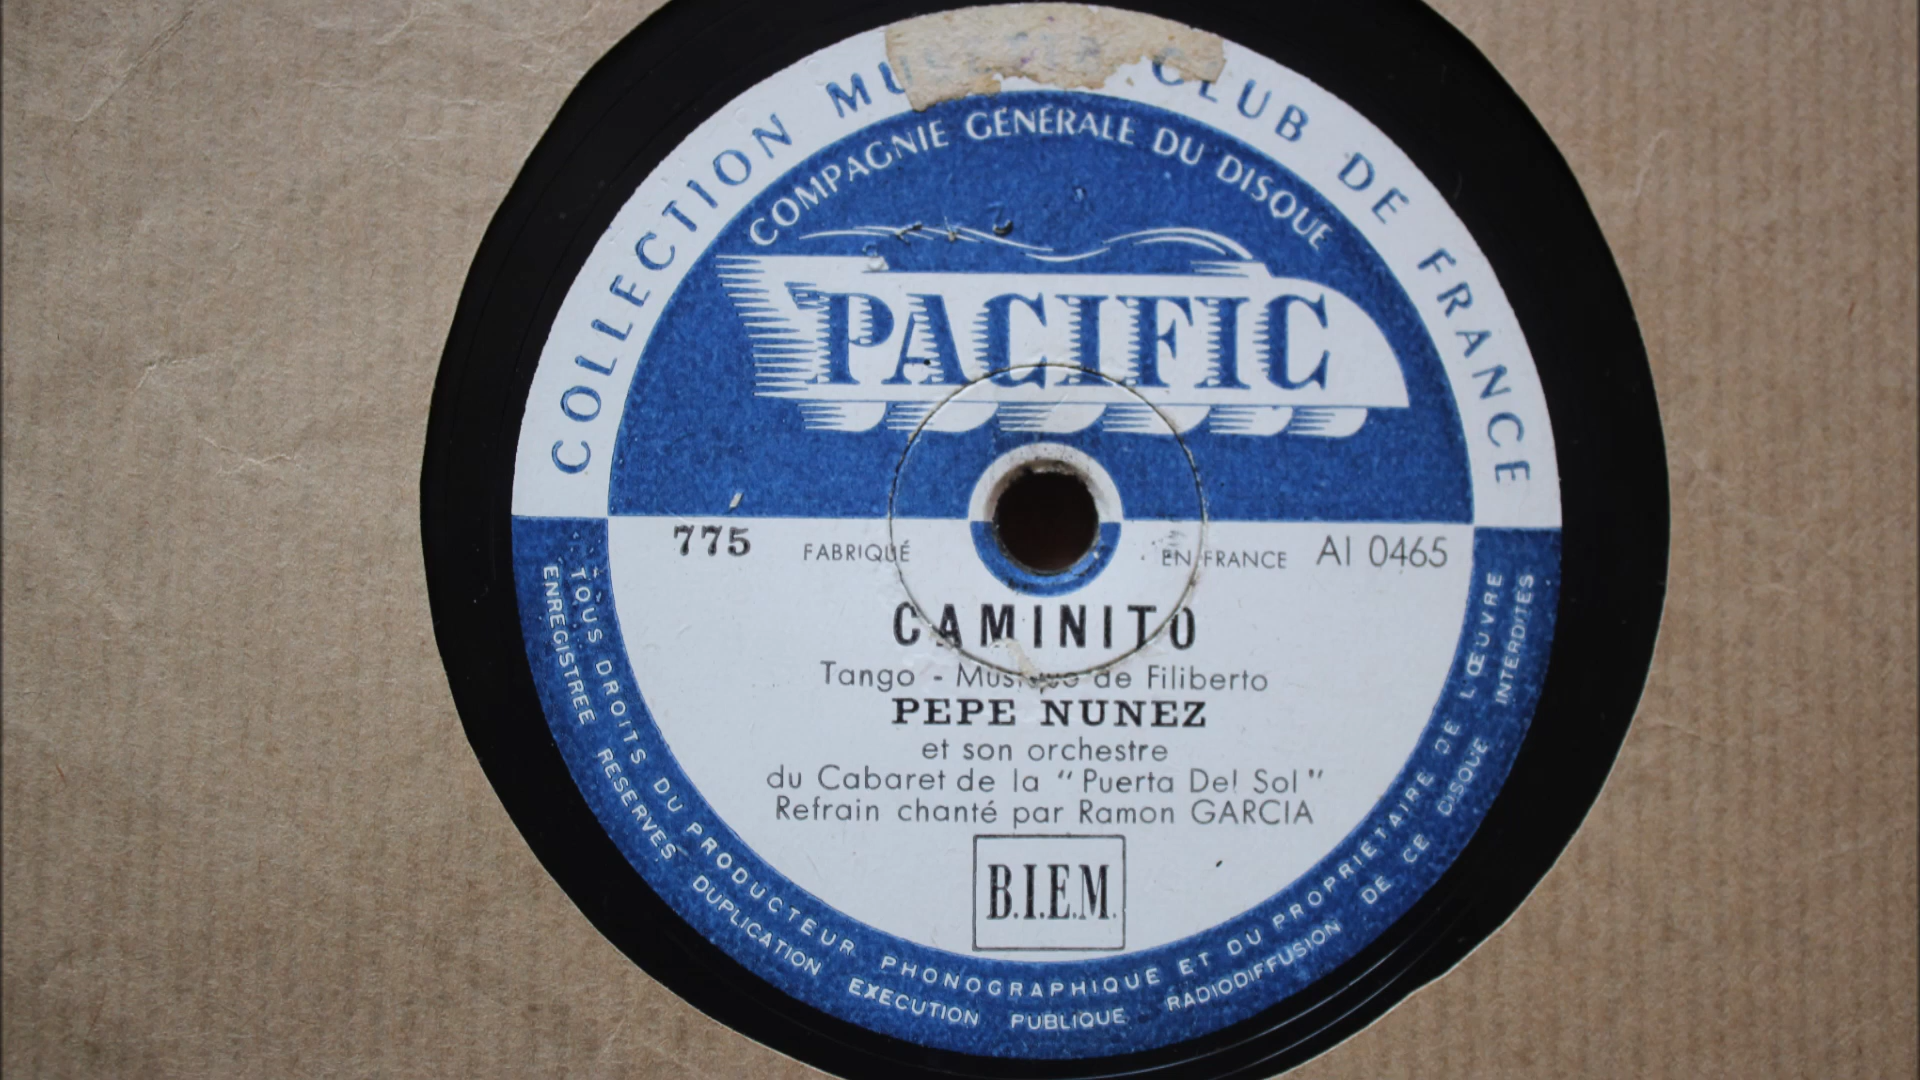 COLLECTION CLUB DE FRANCE
COMPAGNIE GÉNÉRALE DU DISQUE
PACIFIC
775 FABRIQUÉ EN FRANCE AI 0465
CAMINITO
Tango - Musique de Filiberto
PEPE NUNEZ
et son orchestre
du Cabaret de la “Puerta Del Sol”
Refrain chanté par Ramon GARCIA
B.I.E.M.
TOUS DROITS DU PRODUCTEUR PHONOGRAPHIQUE ET DU PROPRIETAIRE DE L'ŒUVRE
ENREGISTREE RESERVES DUPLICATION EXECUTION PUBLIQUE RADIODIFFUSION DE CE DISQUE INTERDITES